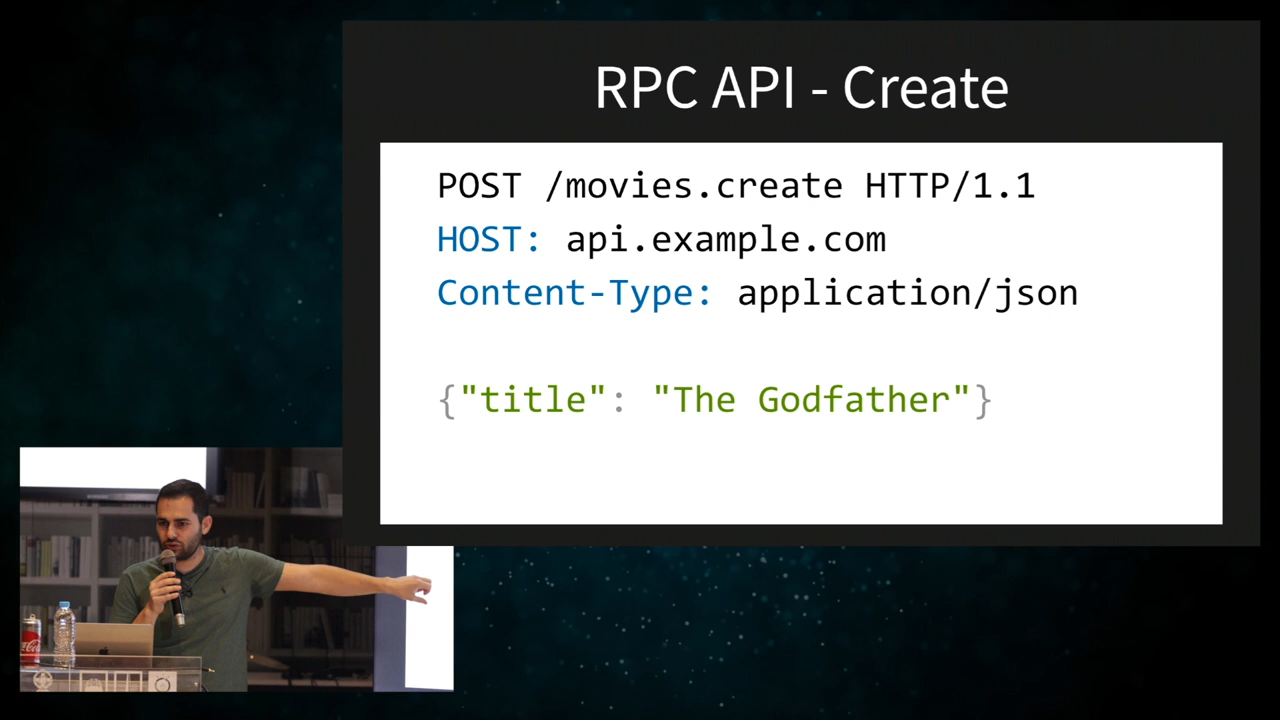 RPC API - Create
POST /movies.create HTTP/1.1
HOST: api.example.com
Content-Type: application/json
{"title": "The Godfather"}